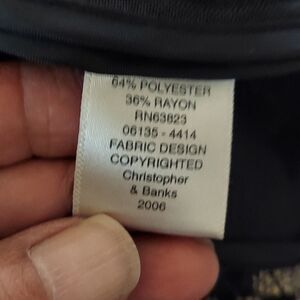 64% POLYESTER
36% RAYON
RN63823
06135 - 4414
FABRIC DESIGN
COPYRIGHTED
Christopher
& Banks
2006